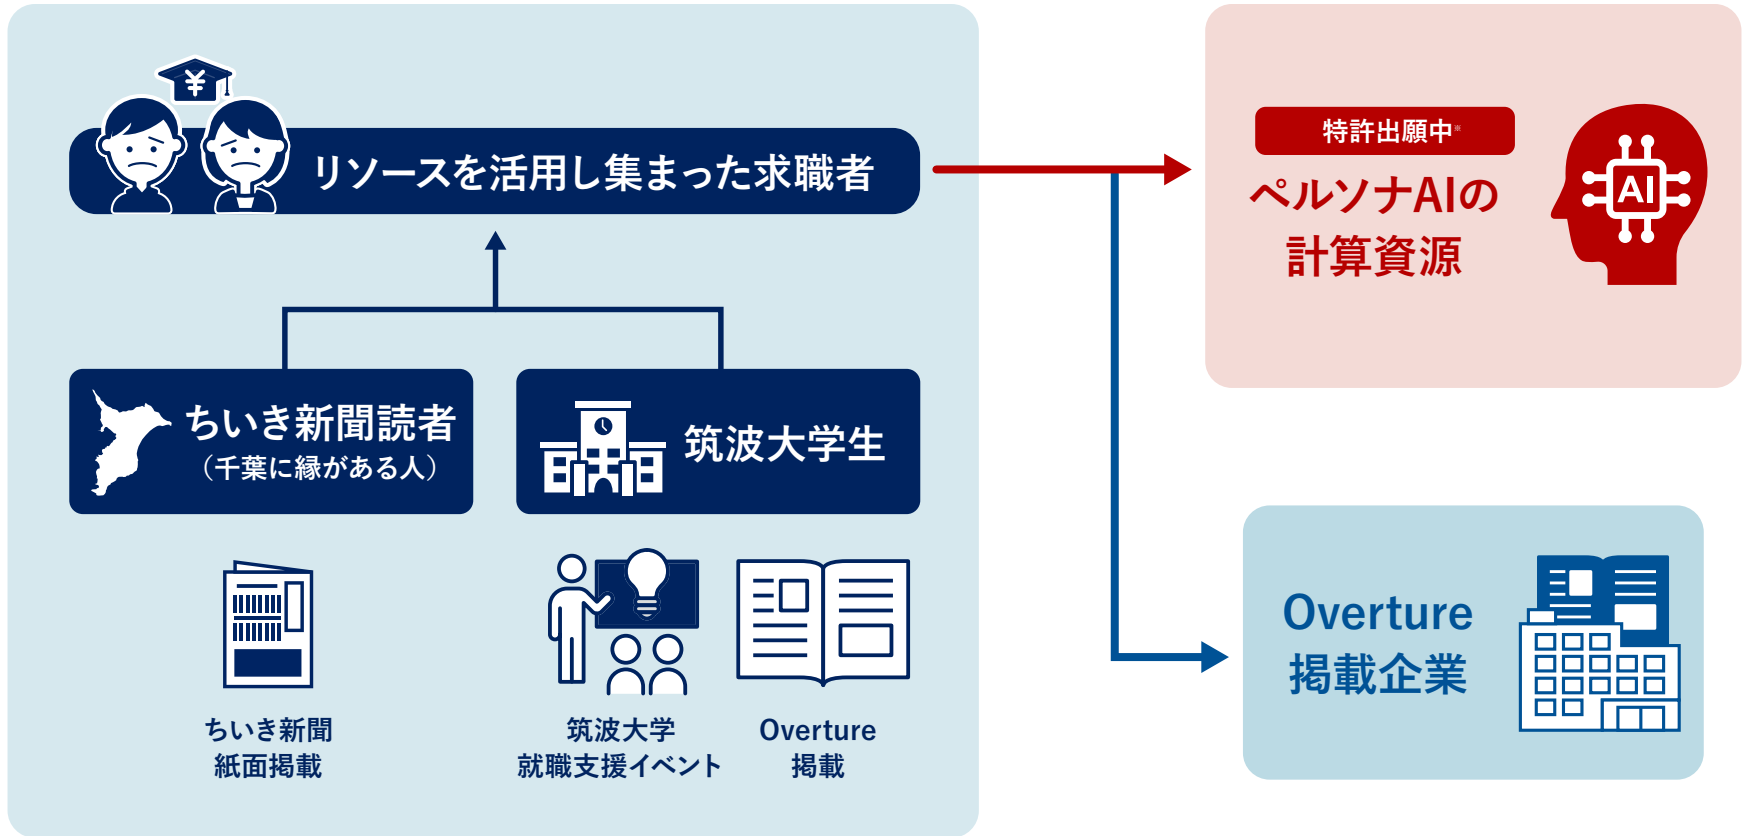 ¥
リソースを活用し集まった求職者
ちいき新聞読者
（千葉に縁がある人）
筑波大学生
ちいき新聞
紙面掲載
筑波大学
就職支援イベント
Overture
掲載
特許出願中※
ペルソナAIの
計算資源
AI
Overture
掲載企業